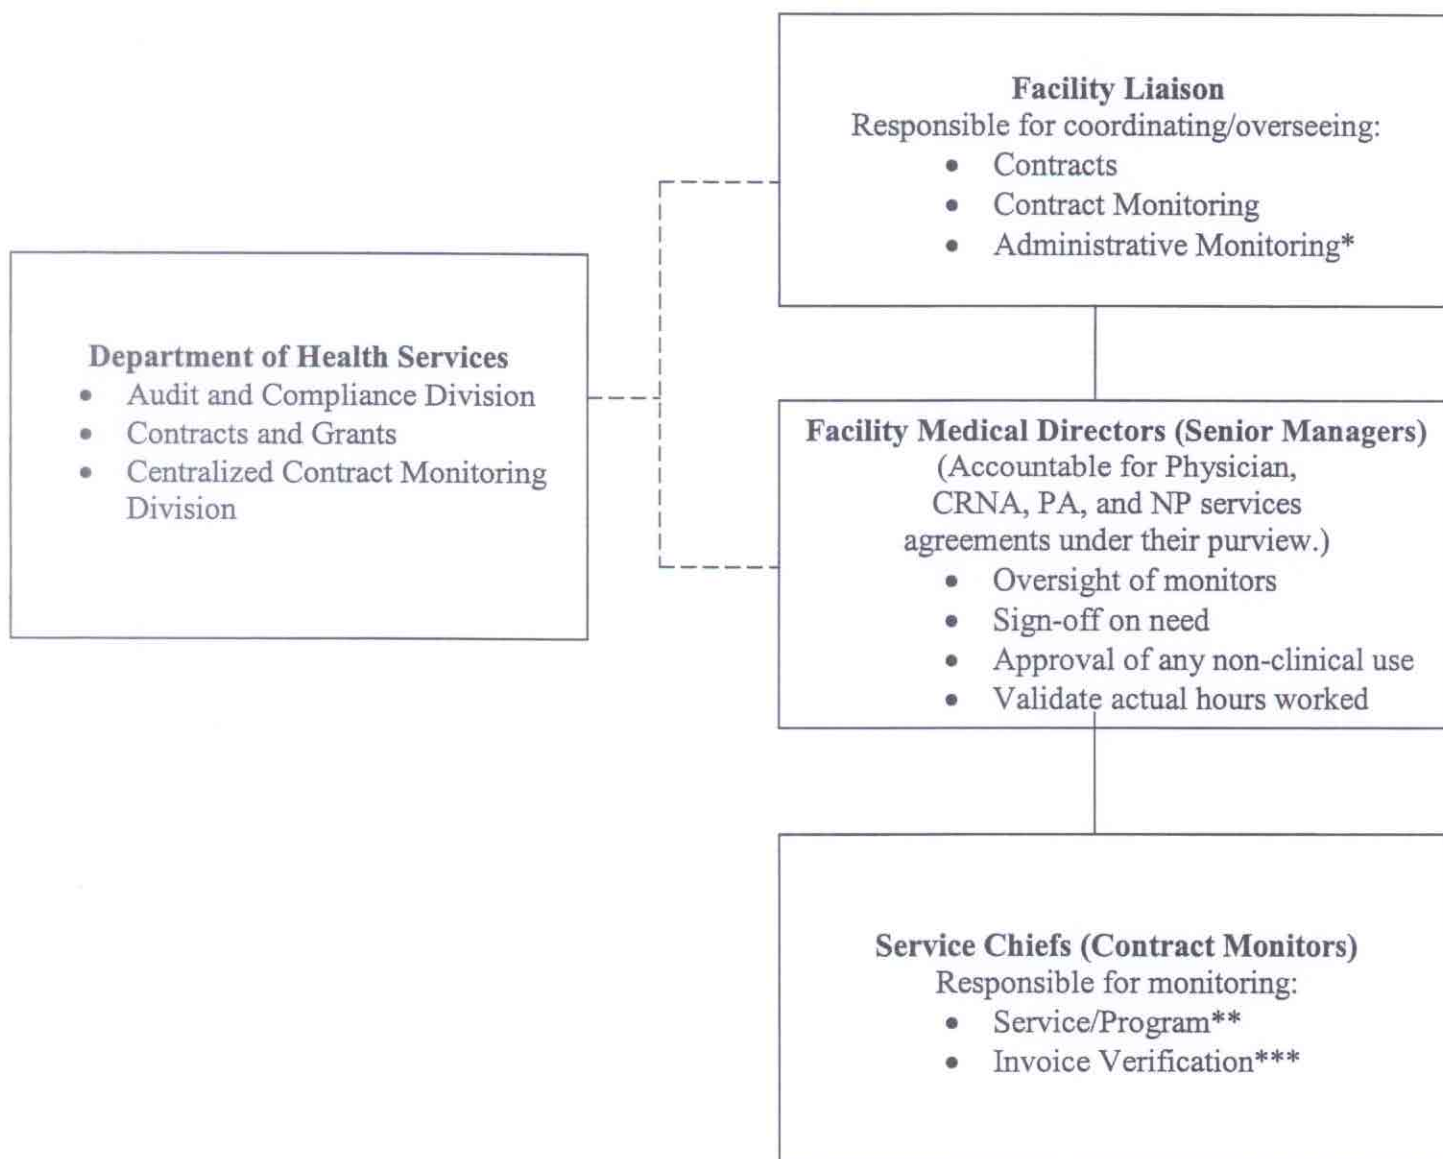 Facility Liaison
Responsible for coordinating/overseeing:
• Contracts
• Contract Monitoring
• Administrative Monitoring*
Department of Health Services
• Audit and Compliance Division
• Contracts and Grants
• Centralized Contract Monitoring
Division
Facility Medical Directors (Senior Managers)
(Accountable for Physician,
CRNA, PA, and NP services
agreements under their purview.)
• Oversight of monitors
• Sign-off on need
• Approval of any non-clinical use
• Validate actual hours worked
Service Chiefs (Contract Monitors)
Responsible for monitoring:
• Service/Program**
• Invoice Verification***